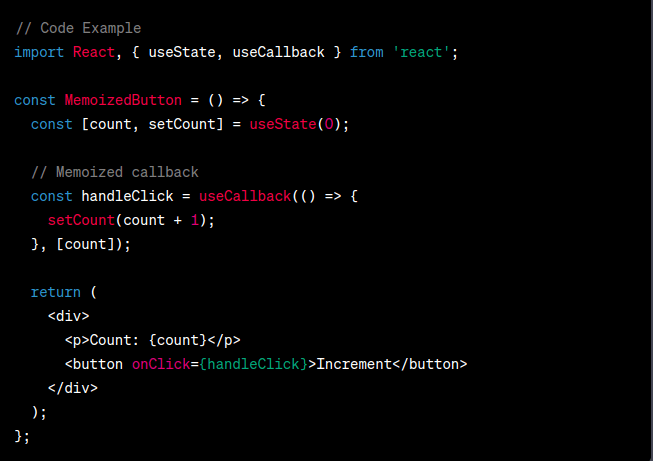 // Code Example
import React, { useState, useCallback } from 'react';
const MemoizedButton = () => {
const [count, setCount] = useState(0);
// Memoized callback
const handleClick = useCallback(() => {
setCount(count + 1);
}, [count]);
return (
<div>
<p>Count: {count}</p>
<button onClick={handleClick}>Increment</button>
</div>
);
};